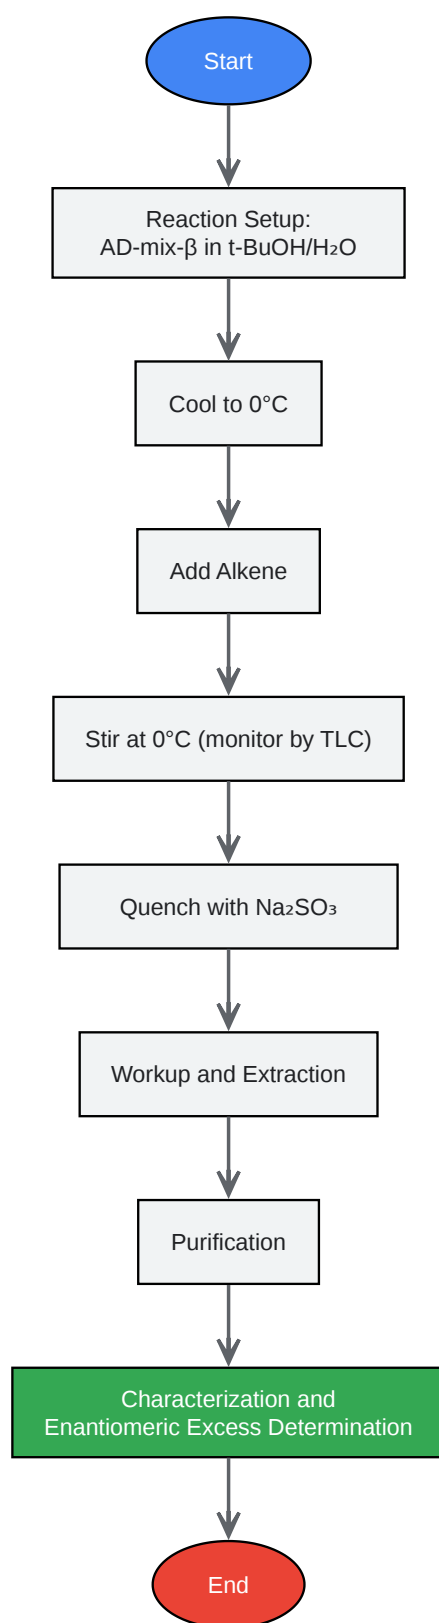 Start
Reaction Setup:
AD-mix-β in t-BuOH/H₂O
Cool to 0°C
Add Alkene
Stir at 0°C (monitor by TLC)
Quench with Na₂SO₃
Workup and Extraction
Purification
Characterization and
Enantiomeric Excess Determination
End